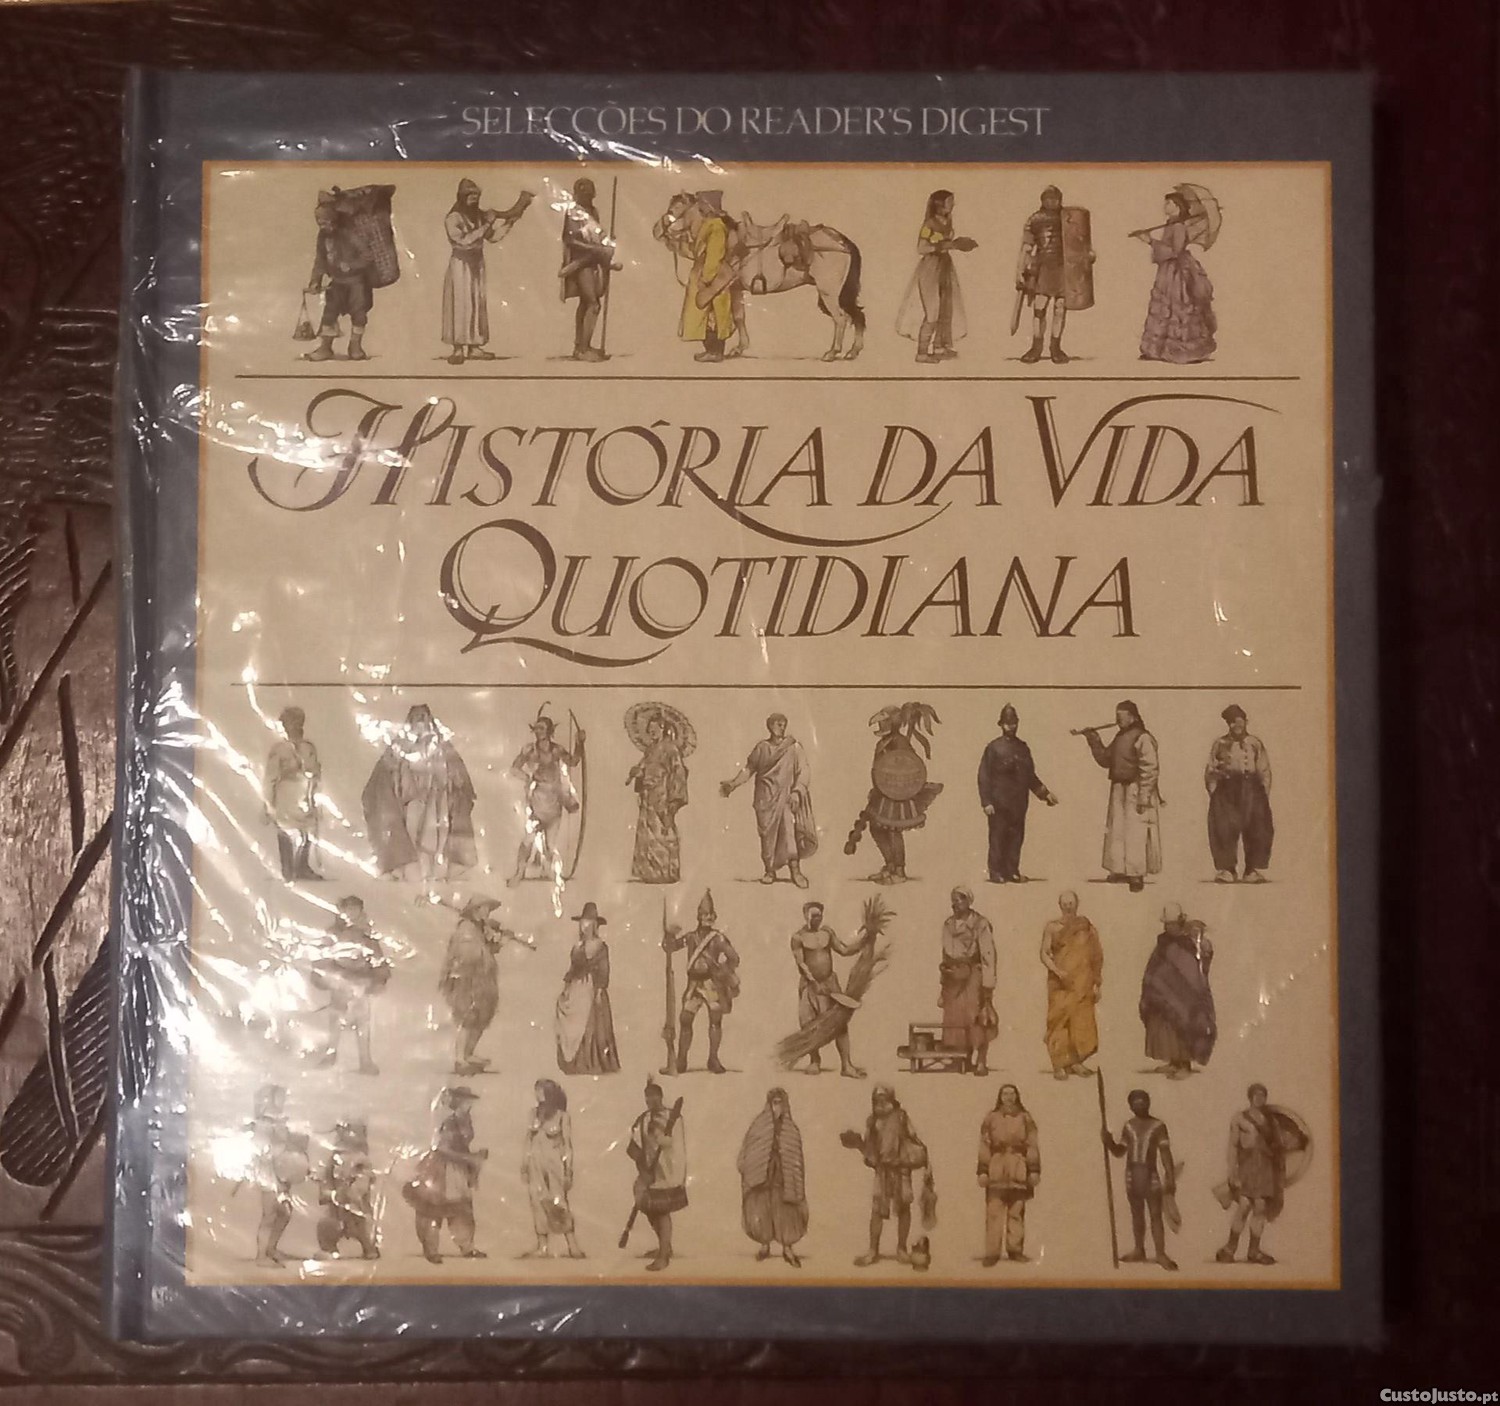 SELECÇÕES DO READER'S DIGEST
HISTÓRIA DA VIDA
QUOTIDIANA
CustoJusto.pt